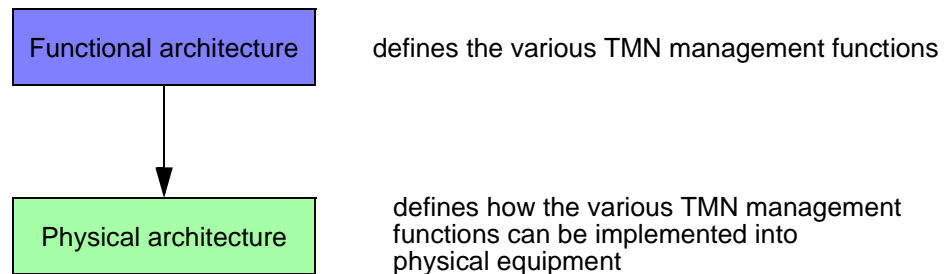 Functional architecture
defines the various TMN management functions
Physical architecture
defines how the various TMN management
functions can be implemented into
physical equipment